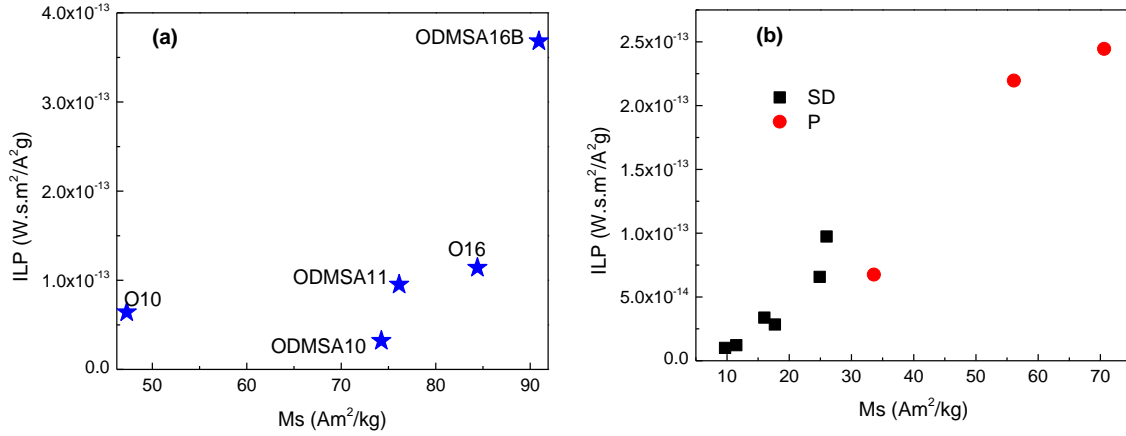 (a)
4.0x10⁻¹³
3.0x10⁻¹³
2.0x10⁻¹³
1.0x10⁻¹³
0.0
ILP (W.s.m²/A²g)
ODMSA16B
O16
ODMSA11
O10
ODMSA10
50 60 70 80 90
Ms (Am²/kg)
(b)
2.5x10⁻¹³
2.0x10⁻¹³
1.5x10⁻¹³
1.0x10⁻¹³
5.0x10⁻¹⁴
0.0
ILP (W.s.m²/A²g)
SD
P
10 20 30 40 50 60 70
Ms (Am²/kg)